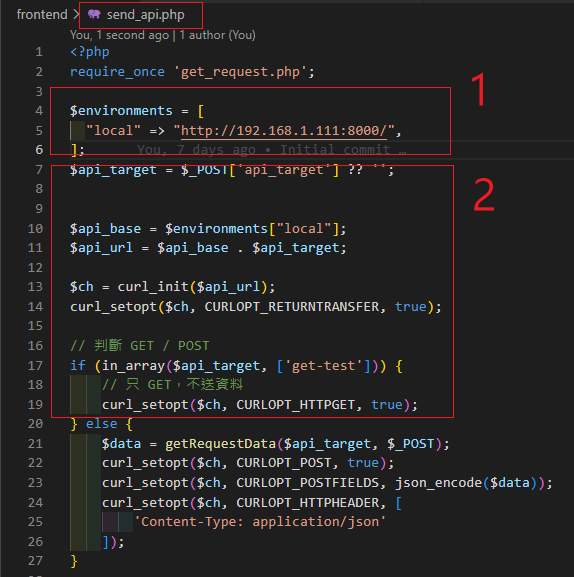 frontend > send_api.php
You, 1 second ago | 1 author (You)
1 <?php
2 require_once 'get_request.php';
3
1
4 $environments = [
5 "local" => "http://192.168.1.111:8000/",
6 ]; You, 7 days ago • Initial commit …
7 $api_target = $_POST['api_target'] ?? '';
2
8
9
10 $api_base = $environments["local"];
11 $api_url = $api_base . $api_target;
12
13 $ch = curl_init($api_url);
14 curl_setopt($ch, CURLOPT_RETURNTRANSFER, true);
15
16 // 判斷 GET / POST
17 if (in_array($api_target, ['get-test'])) {
18 // 只 GET，不送資料
19 curl_setopt($ch, CURLOPT_HTTPGET, true);
20 } else {
21 $data = getRequestData($api_target, $_POST);
22 curl_setopt($ch, CURLOPT_POST, true);
23 curl_setopt($ch, CURLOPT_POSTFIELDS, json_encode($data));
24 curl_setopt($ch, CURLOPT_HTTPHEADER, [
25 'Content-Type: application/json'
26 ]);
27 }